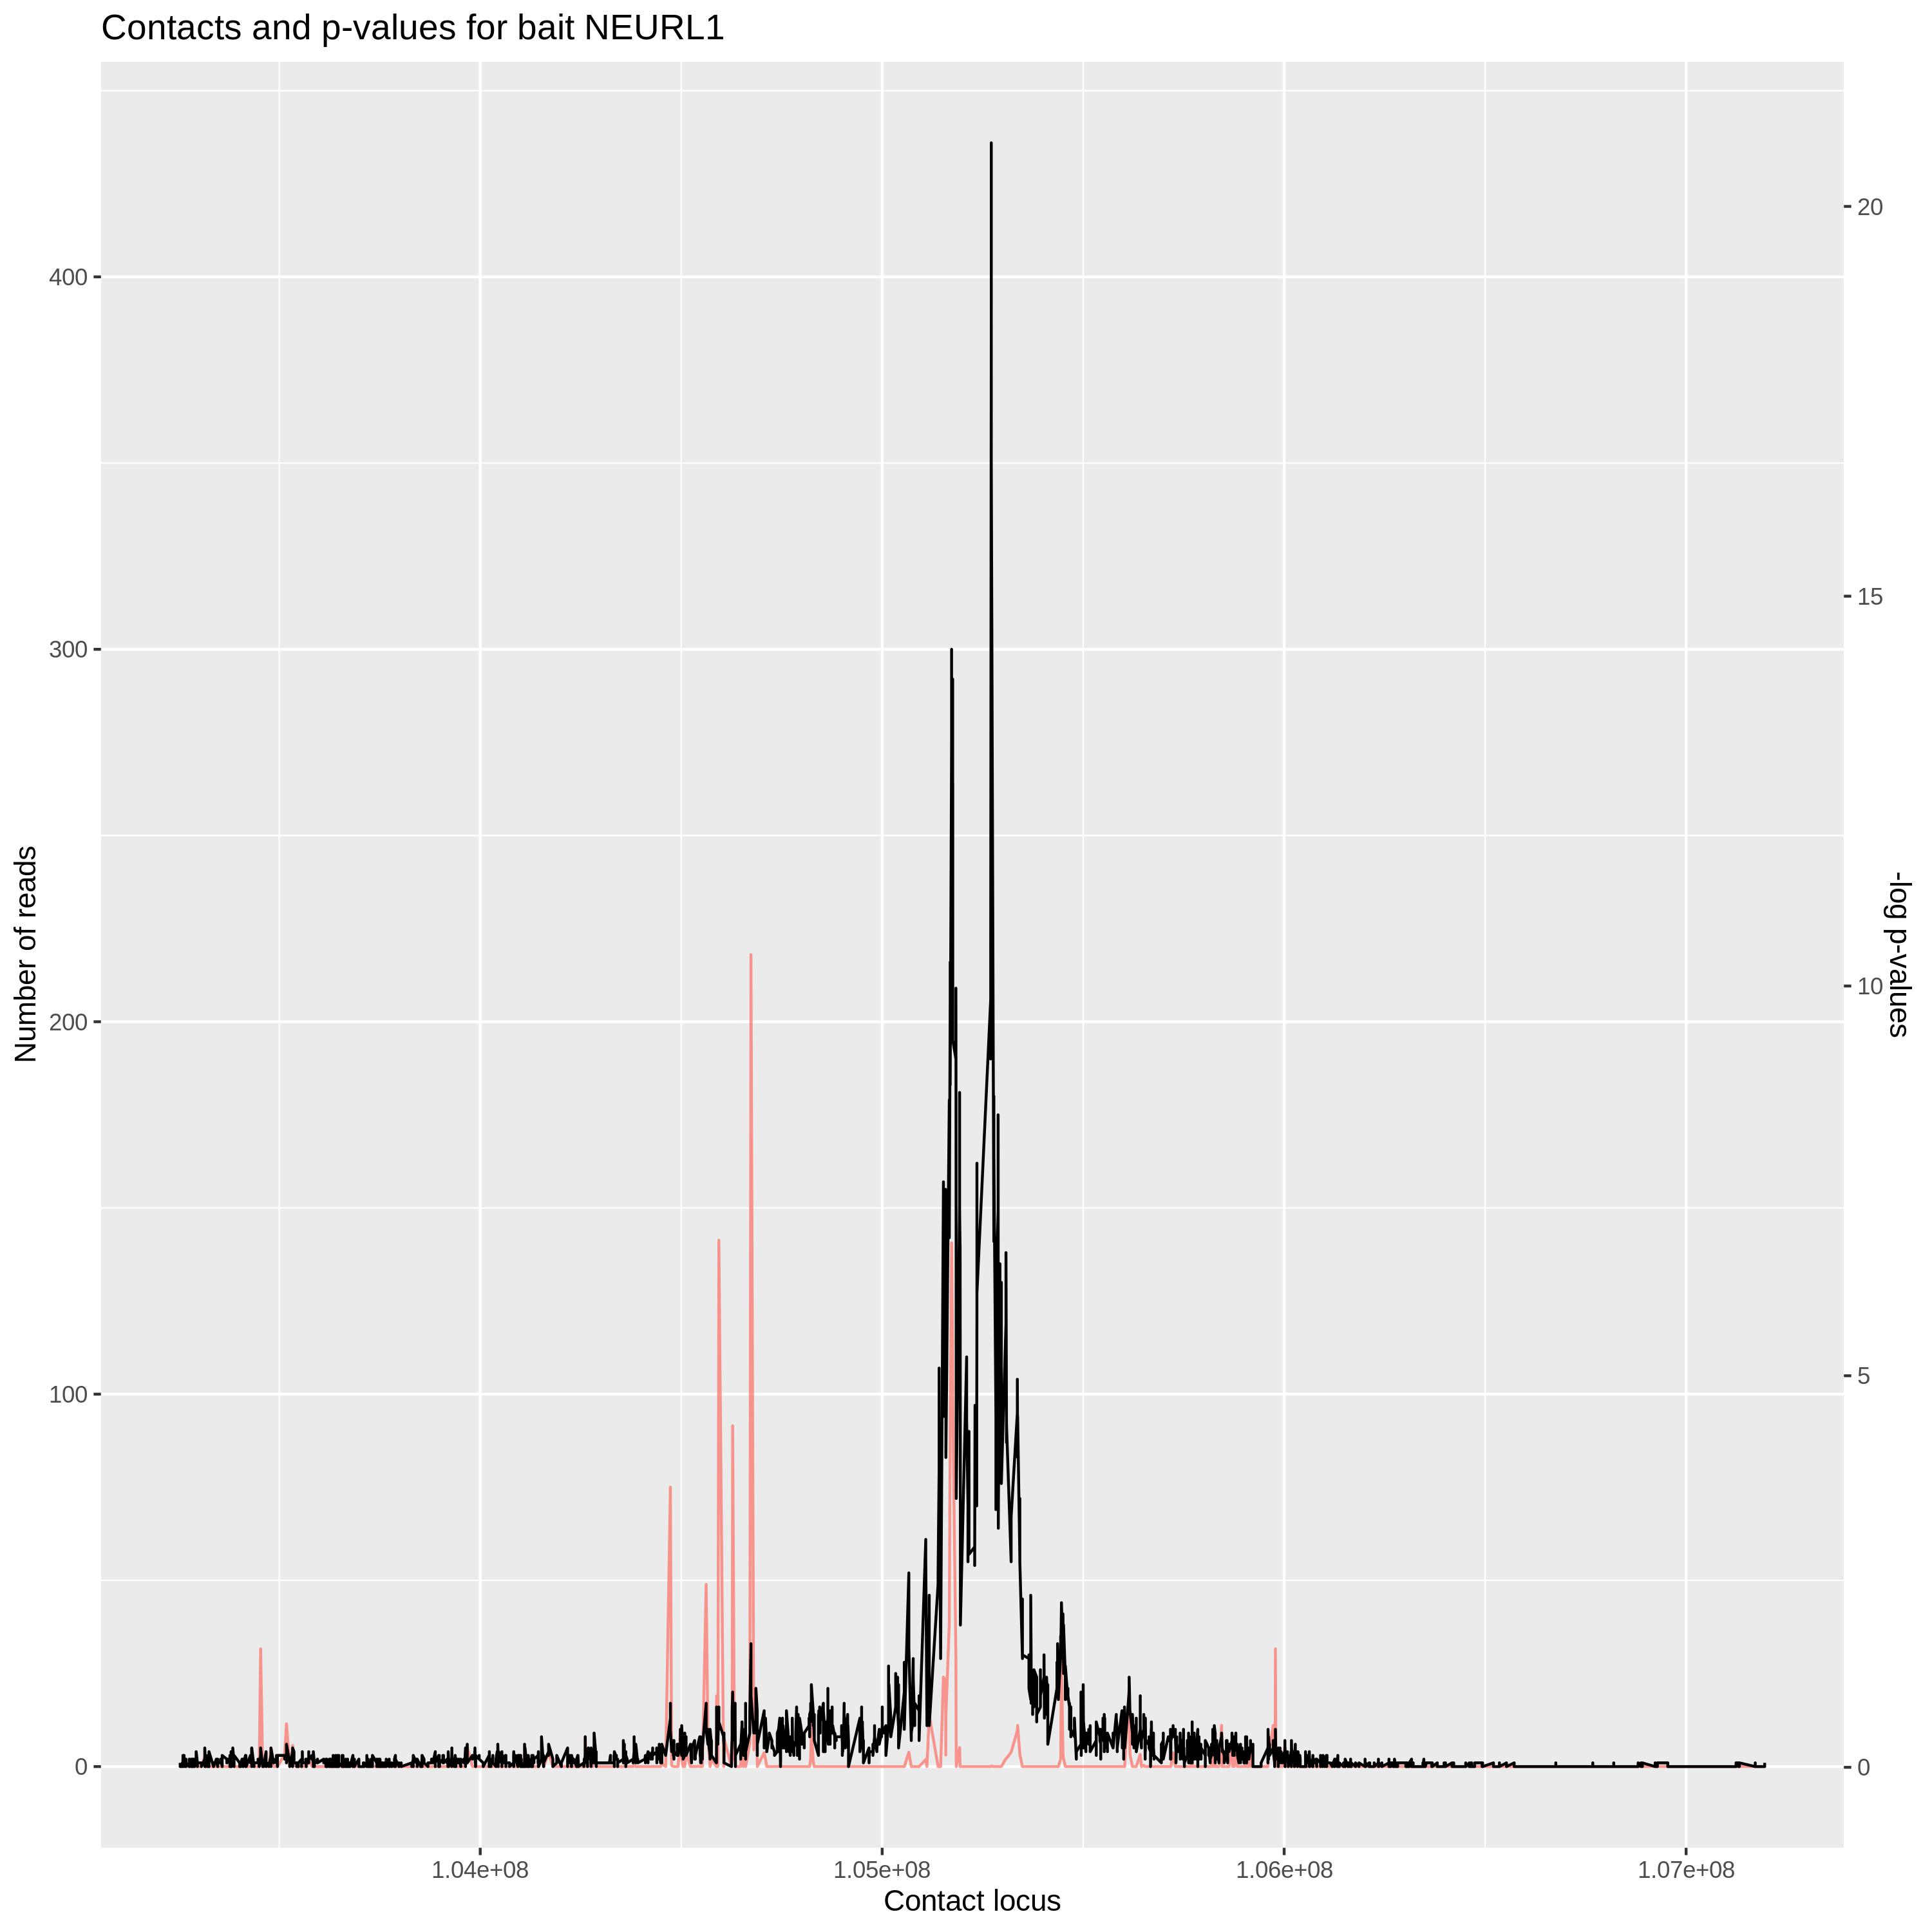 Contacts and p-values for bait NEURL1
Number of reads
400
300
200
100
0
20
15
10
5
0
-log p-values
1.04e+08
1.05e+08
1.06e+08
1.07e+08
Contact locus